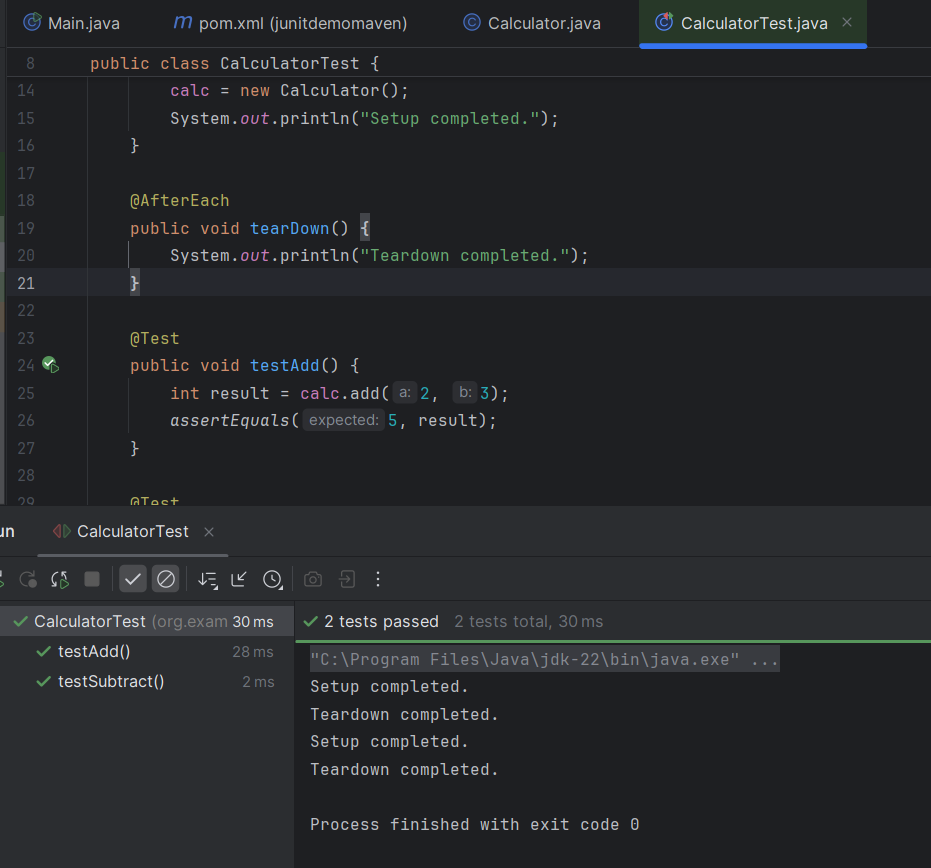 Main.java m pom.xml (junitdemomaven) Calculator.java CalculatorTest.java
8 public class CalculatorTest {
14 calc = new Calculator();
15 System.out.println("Setup completed.");
16 }
17
18 @AfterEach
19 public void tearDown() {
20 System.out.println("Teardown completed.");
21 }
22
23 @Test
24 public void testAdd() {
25 int result = calc.add( a: 2, b: 3);
26 assertEquals( expected: 5, result);
27 }
28
29 @Test
un CalculatorTest
CalculatorTest (org.exam 30 ms
testAdd() 28 ms
testSubtract() 2 ms
2 tests passed 2 tests total, 30 ms
"C:\Program Files\Java\jdk-22\bin\java.exe" ...
Setup completed.
Teardown completed.
Setup completed.
Teardown completed.
Process finished with exit code 0